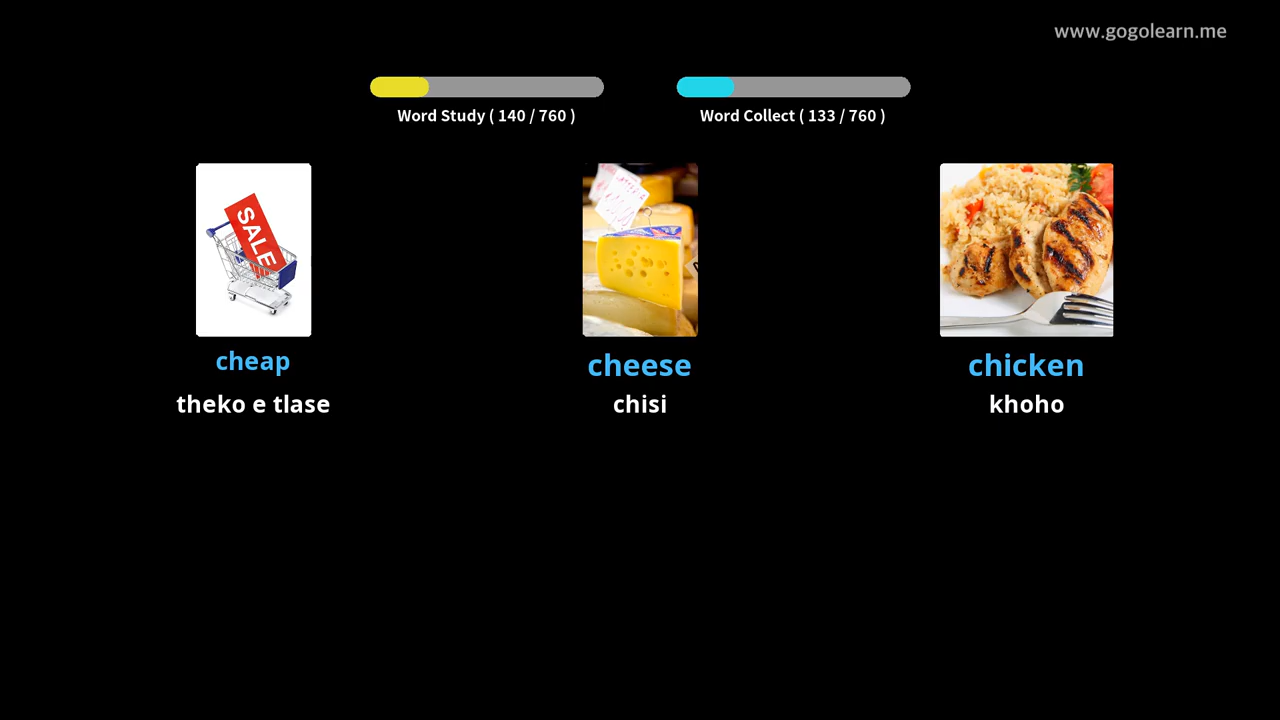 www.gogolearn.me
Word Study ( 140 / 760 )
Word Collect ( 133 / 760 )
SALE
cheap
cheese
chicken
theko e tlase
chisi
khoho